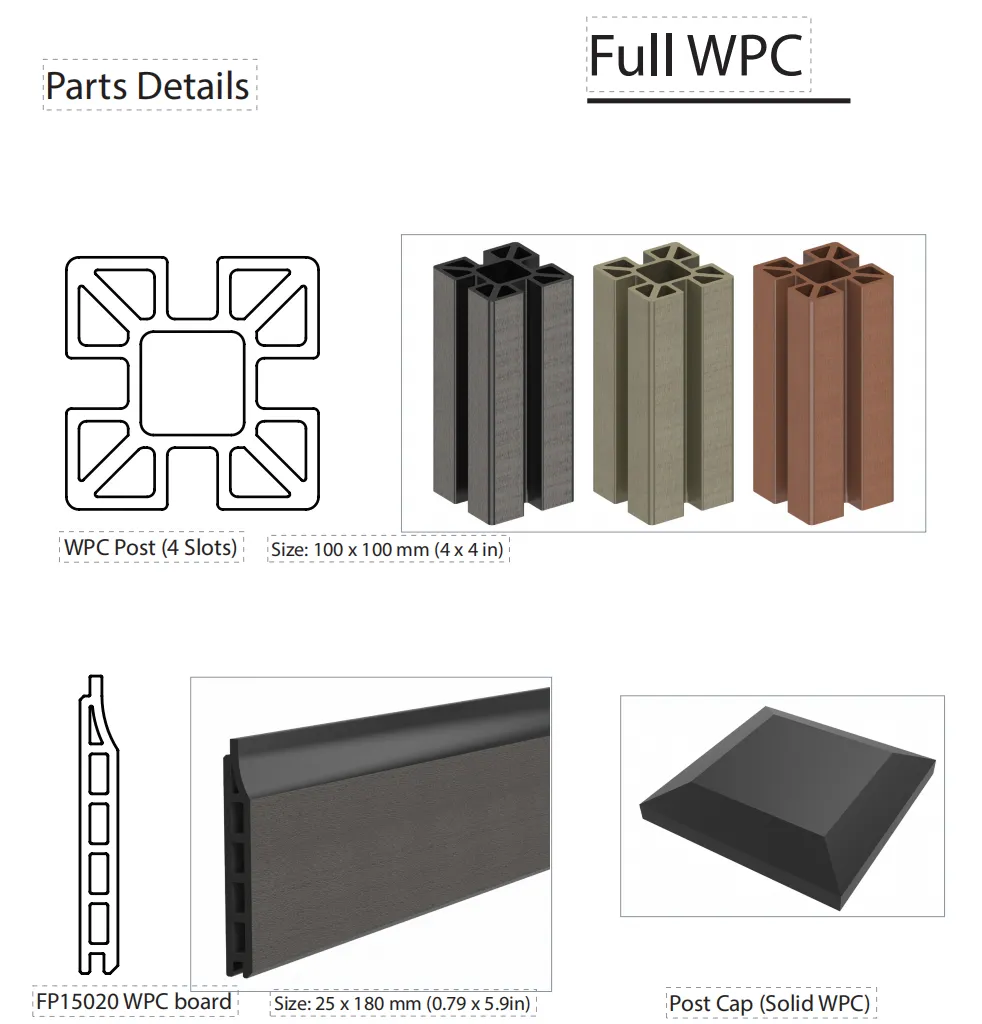 Full WPC
Parts Details
WPC Post (4 Slots)
Size: 100 x 100 mm (4 x 4 in)
FP15020 WPC board
Size: 25 x 180 mm (0.79 x 5.9in)
Post Cap (Solid WPC)